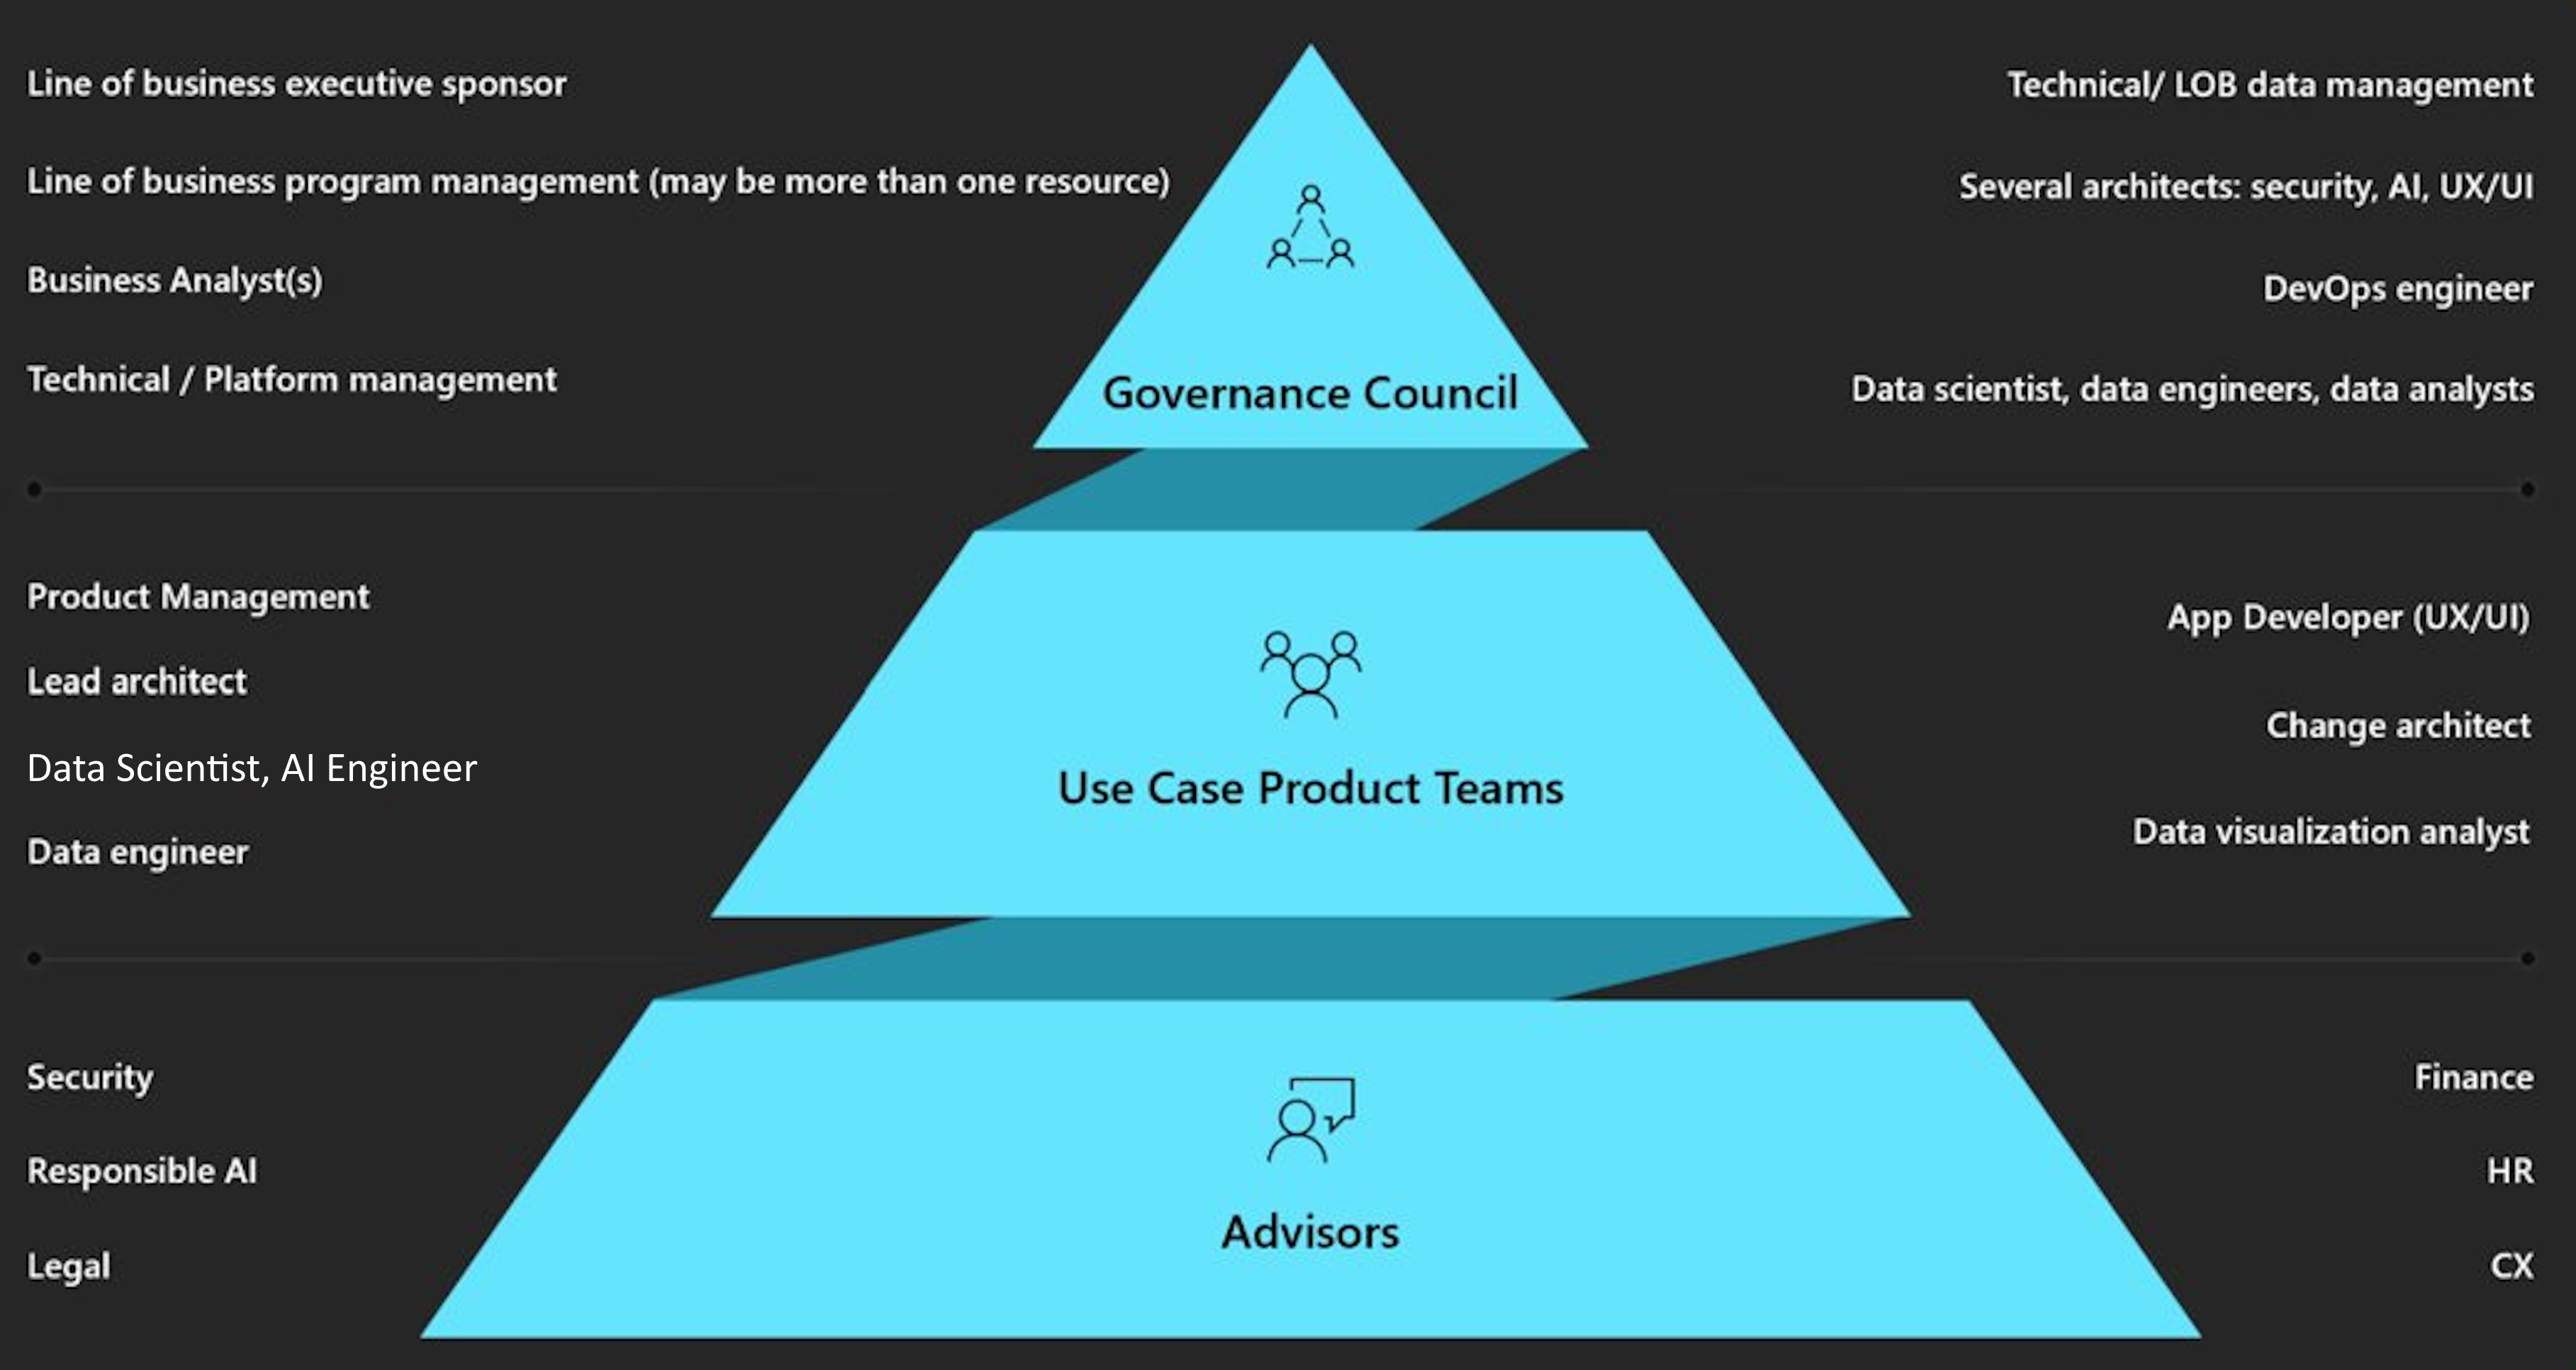 Line of business executive sponsor
Line of business program management (may be more than one resource)
Business Analyst(s)
Technical / Platform management
Governance Council
Technical/ LOB data management
Several architects: security, AI, UX/UI
DevOps engineer
Data scientist, data engineers, data analysts
Product Management
Lead architect
Data Scientist, AI Engineer
Data engineer
Use Case Product Teams
App Developer (UX/UI)
Change architect
Data visualization analyst
Security
Responsible AI
Legal
Advisors
Finance
HR
CX